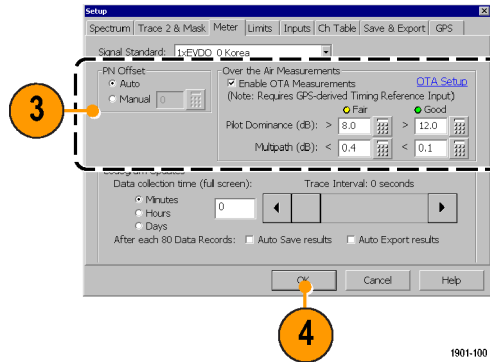 Setup
Spectrum Trace 2 & Mask Meter Limits Inputs Ch Table Save & Export GPS
Signal Standard: 1xEVDO 0 Korea
PN Offset
Auto
Manual 0
Over the Air Measurements
Enable OTA Measurements OTA Setup
(Note: Requires GPS-derived Timing Reference Input)
Fair Good
Pilot Dominance (dB): > 8.0 > 12.0
Multipath (dB): < 0.4 < 0.1
3
Codogram Updates
Data collection time (full screen): Trace Interval: 0 seconds
Minutes
Hours
Days
0
After each 80 Data Records: Auto Save results Auto Export results
OK Cancel Help
4
1901-100